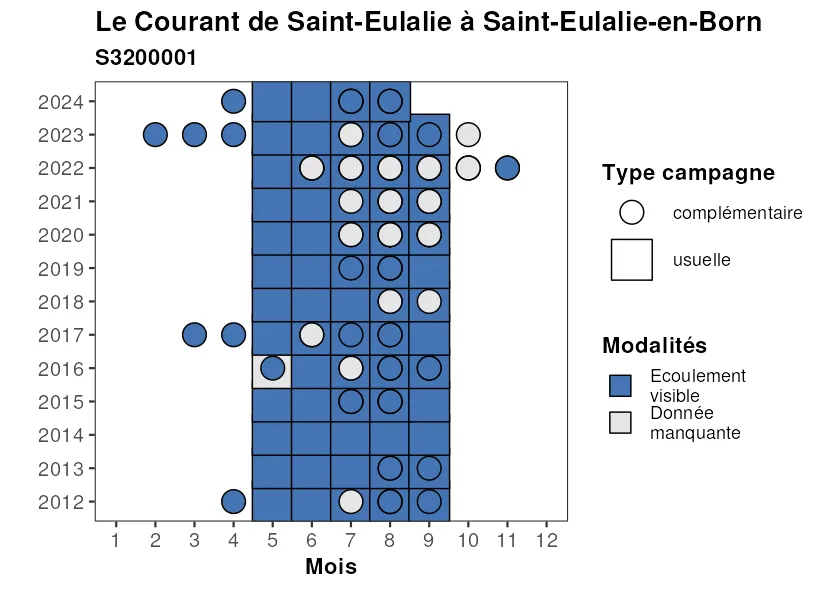 Le Courant de Saint-Eulalie à Saint-Eulalie-en-Born
S3200001
2024
2023
2022
2021
2020
2019
2018
2017
2016
2015
2014
2013
2012
1 2 3 4 5 6 7 8 9 10 11 12
Mois
Type campagne
complémentaire
usuelle
Modalités
Ecoulement
visible
Donnée
manquante